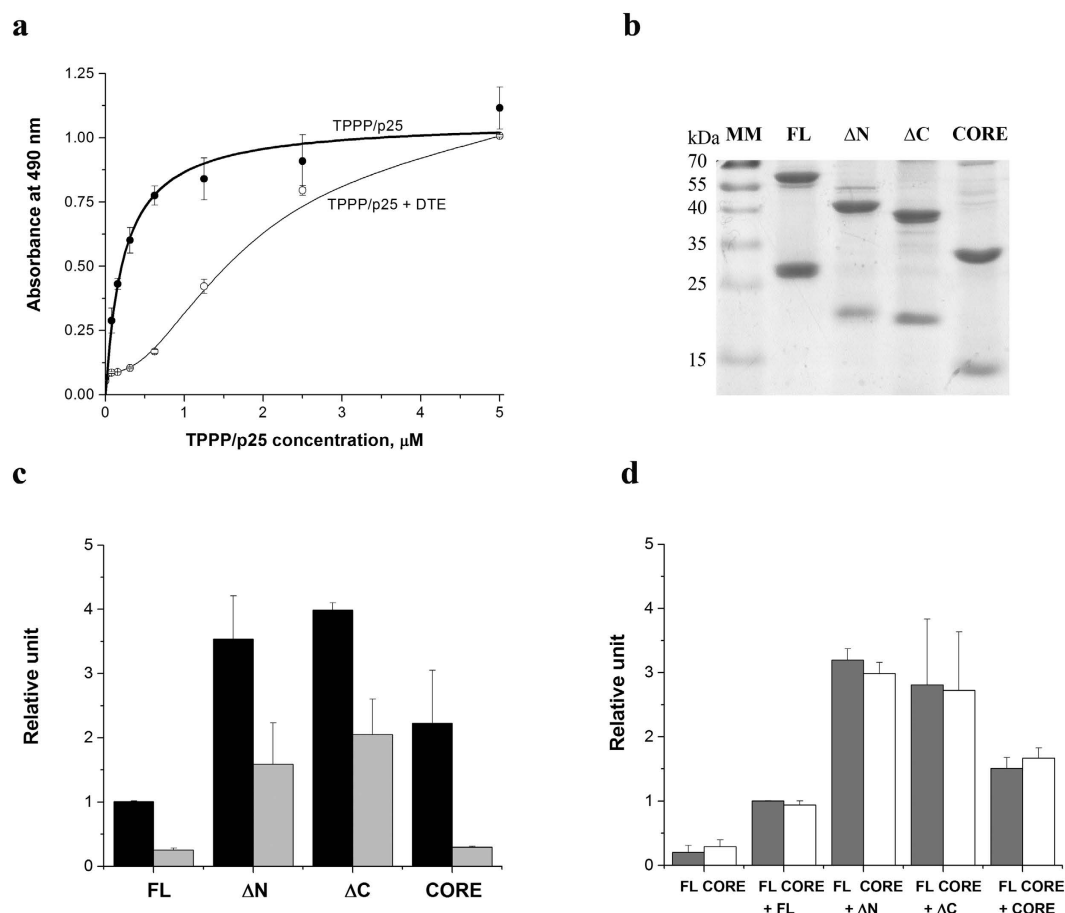 a
1.25
1.00
0.75
0.50
0.25
0.00
Absorbance at 490 nm
TPPP/p25
TPPP/p25 + DTE
0 1 2 3 4 5
TPPP/p25 concentration, μM
b
kDa MM FL ΔN ΔC CORE
70
55
40
35
25
15
c
5
4
3
2
1
0
Relative unit
FL ΔN ΔC CORE
d
5
4
3
2
1
0
Relative unit
FL CORE FL CORE FL CORE FL CORE FL CORE
+ FL + ΔN + ΔC + CORE